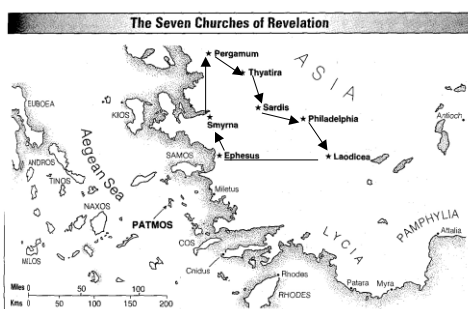 The Seven Churches of Revelation
Pergamum
ASIA
Thyatira
EUBOEA
Sardis
KIOS
Smyrna
Philadelphia
Antioch
Aegean Sea
ANDROS
SAMOS
Ephesus
Laodicea
TINOS
Miletus
NAXOS
PATMOS
PAMPHYLIA
LYCIA
Attalia
COS
MILOS
Cnidus
Rhodes
Patara Myra
RHODES
Miles 0 100
Kms 0 50 100 150 200